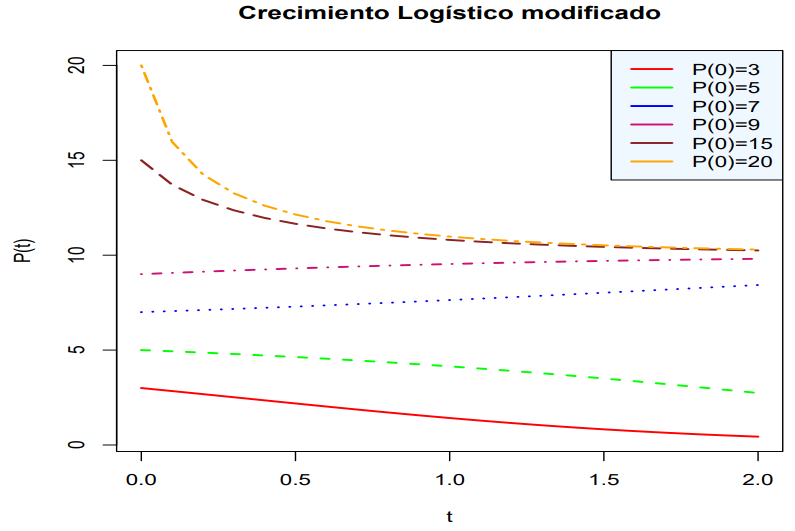 Crecimiento Logístico modificado
P(t)
20
15
10
5
0
P(0)=3
P(0)=5
P(0)=7
P(0)=9
P(0)=15
P(0)=20
0.0 0.5 1.0 1.5 2.0
t